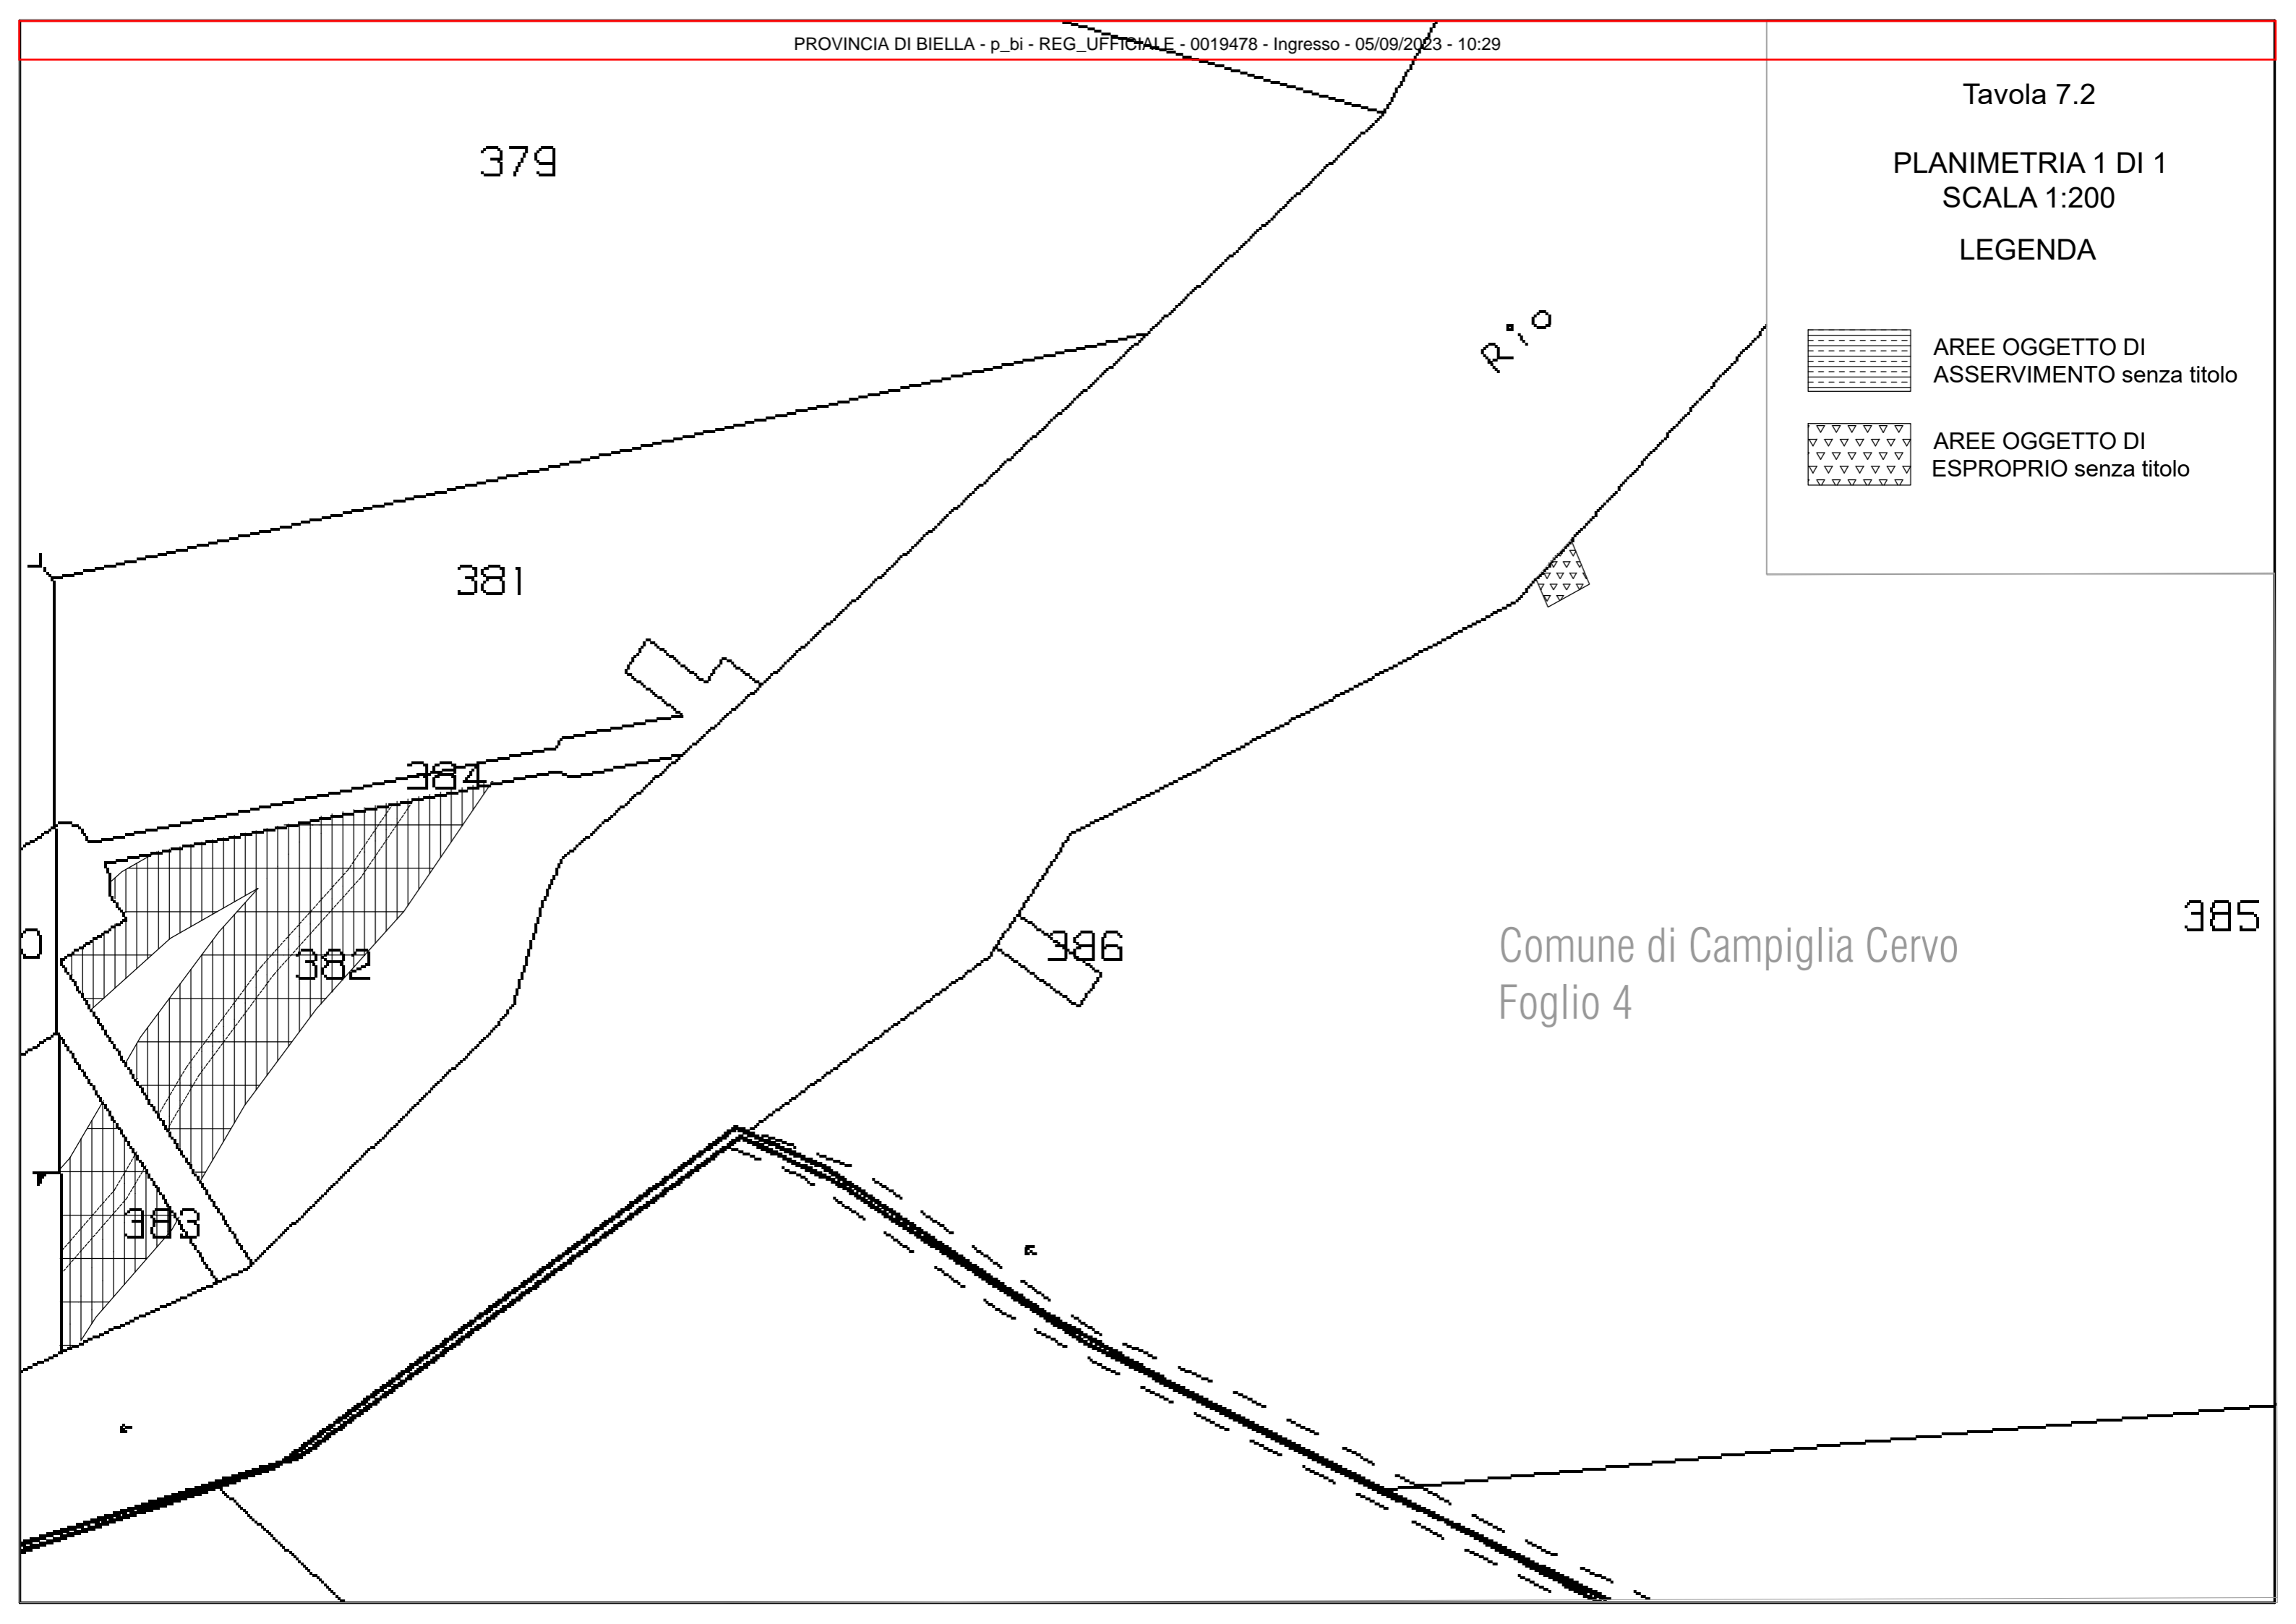 PROVINCIA DI BIELLA - p_bi - REG_UFFICIALE - 0019478 - Ingresso - 05/09/2023 - 10:29
Tavola 7.2
PLANIMETRIA 1 DI 1
SCALA 1:200
LEGENDA
AREE OGGETTO DI
ASSERVIMENTO senza titolo
AREE OGGETTO DI
ESPROPRIO senza titolo
379
Rio
381
384
382
386
385
Comune di Campiglia Cervo
Foglio 4
383